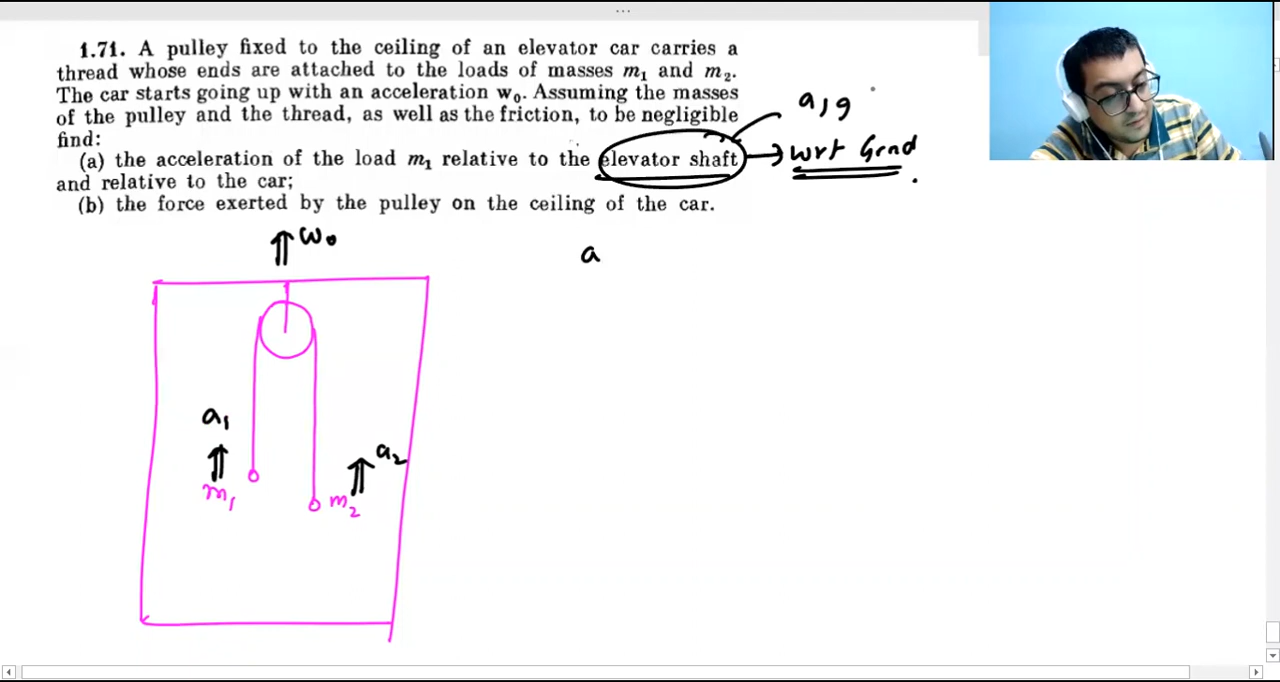 1.71. A pulley fixed to the ceiling of an elevator car carries a
thread whose ends are attached to the loads of masses m₁ and m₂.
The car starts going up with an acceleration w₀. Assuming the masses
of the pulley and the thread, as well as the friction, to be negligible
find:
(a) the acceleration of the load m₁ relative to the elevator shaft
and relative to the car;
(b) the force exerted by the pulley on the ceiling of the car.
a,g
wrt Grnd
w₀
a
a₁
a₂
m₁
m₂